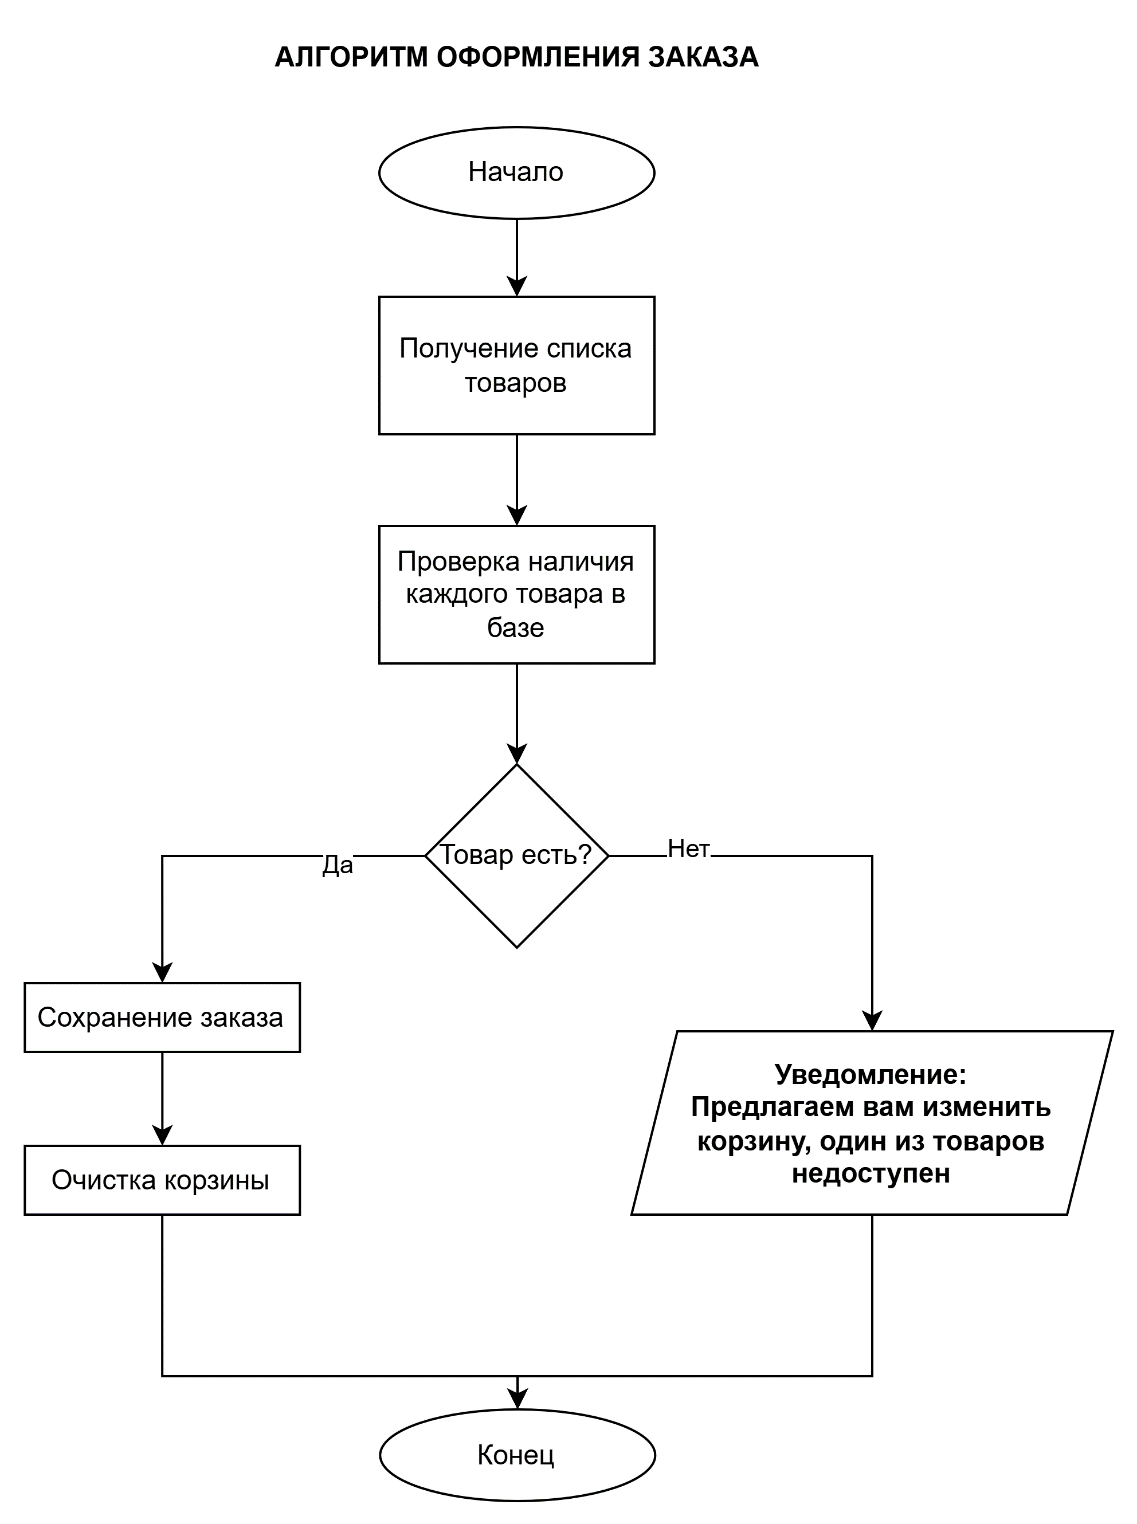 АЛГОРИТМ ОФОРМЛЕНИЯ ЗАКАЗА
Начало
Получение списка
товаров
Проверка наличия
каждого товара в
базе
Товар есть?
Да
Нет
Сохранение заказа
Очистка корзины
Уведомление:
Предлагаем вам изменить
корзину, один из товаров
недоступен
Конец